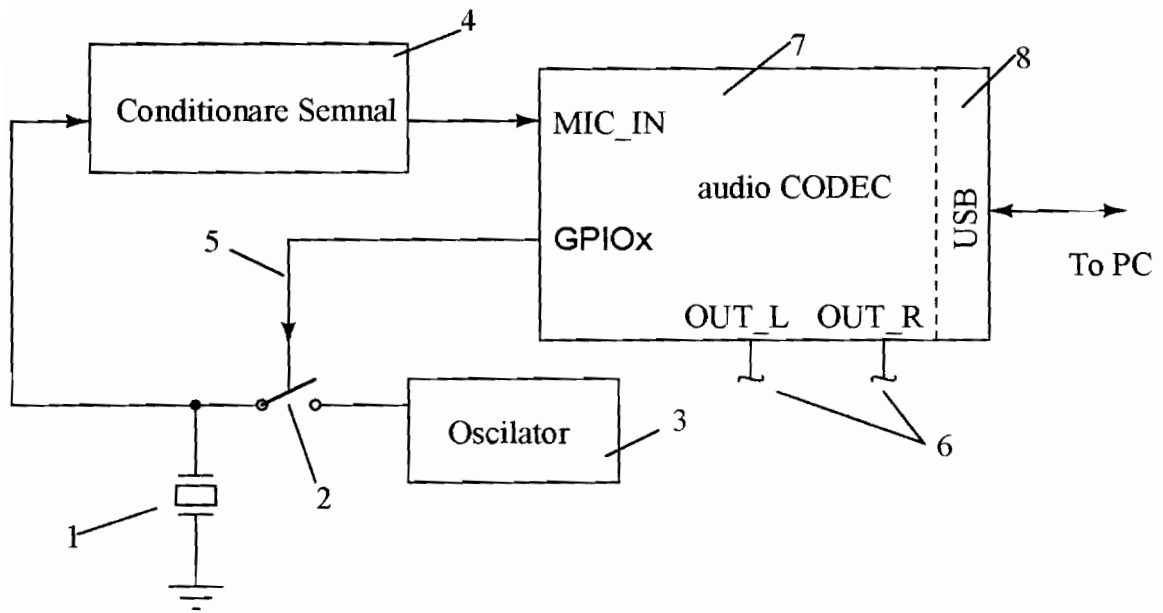 4
Conditionare Semnal
7
8
MIC_IN
audio CODEC
USB
GPIOx
5
To PC
OUT_L OUT_R
Oscilator
3
6
2
1